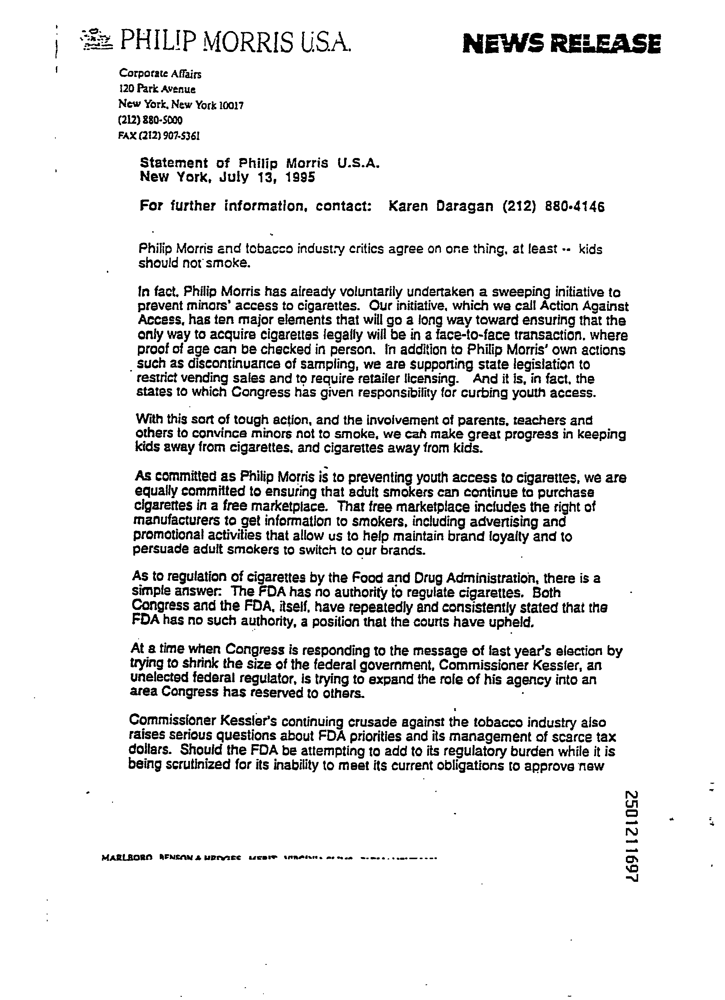 PHILIP MORRIS U.S.A.
NEWS RELEASE
Corporate Affairs
120 Park Avenue
New York, New York 10017
(212) 880-5000
FAX (212) 907-5361
Statement of Philip Morris U.S.A.
New York, July 13, 1995
For further information, contact: Karen Daragan (212) 880-4146
Philip Morris and tobacco industry critics agree on one thing, at least -- kids
should not smoke.
In fact, Philip Morris has already voluntarily undertaken a sweeping initiative to
prevent minors' access to cigarettes. Our initiative, which we call Action Against
Access, has ten major elements that will go a long way toward ensuring that the
only way to acquire cigarettes legally will be in a face-to-face transaction, where
proof of age can be checked in person. In addition to Philip Morris' own actions
such as discontinuance of sampling, we are supporting state legislation to
restrict vending sales and to require retailer licensing. And it is, in fact, the
states to which Congress has given responsibility for curbing youth access.
With this sort of tough action, and the involvement of parents, teachers and
others to convince minors not to smoke, we can make great progress in keeping
kids away from cigarettes, and cigarettes away from kids.
As committed as Philip Morris is to preventing youth access to cigarettes, we are
equally committed to ensuring that adult smokers can continue to purchase
cigarettes in a free marketplace. That free marketplace includes the right of
manufacturers to get information to smokers, including advertising and
promotional activities that allow us to help maintain brand loyalty and to
persuade adult smokers to switch to our brands.
As to regulation of cigarettes by the Food and Drug Administration, there is a
simple answer: The FDA has no authority to regulate cigarettes. Both
Congress and the FDA, itself, have repeatedly and consistently stated that the
FDA has no such authority, a position that the courts have upheld.
At a time when Congress is responding to the message of last year's election by
trying to shrink the size of the federal government, Commissioner Kessler, an
unelected federal regulator, is trying to expand the role of his agency into an
area Congress has reserved to others.
Commissioner Kessler's continuing crusade against the tobacco industry also
raises serious questions about FDA priorities and its management of scarce tax
dollars. Should the FDA be attempting to add to its regulatory burden while it is
being scrutinized for its inability to meet its current obligations to approve new
2501211697
MARLBORO BENSON & HEDGES MERIT